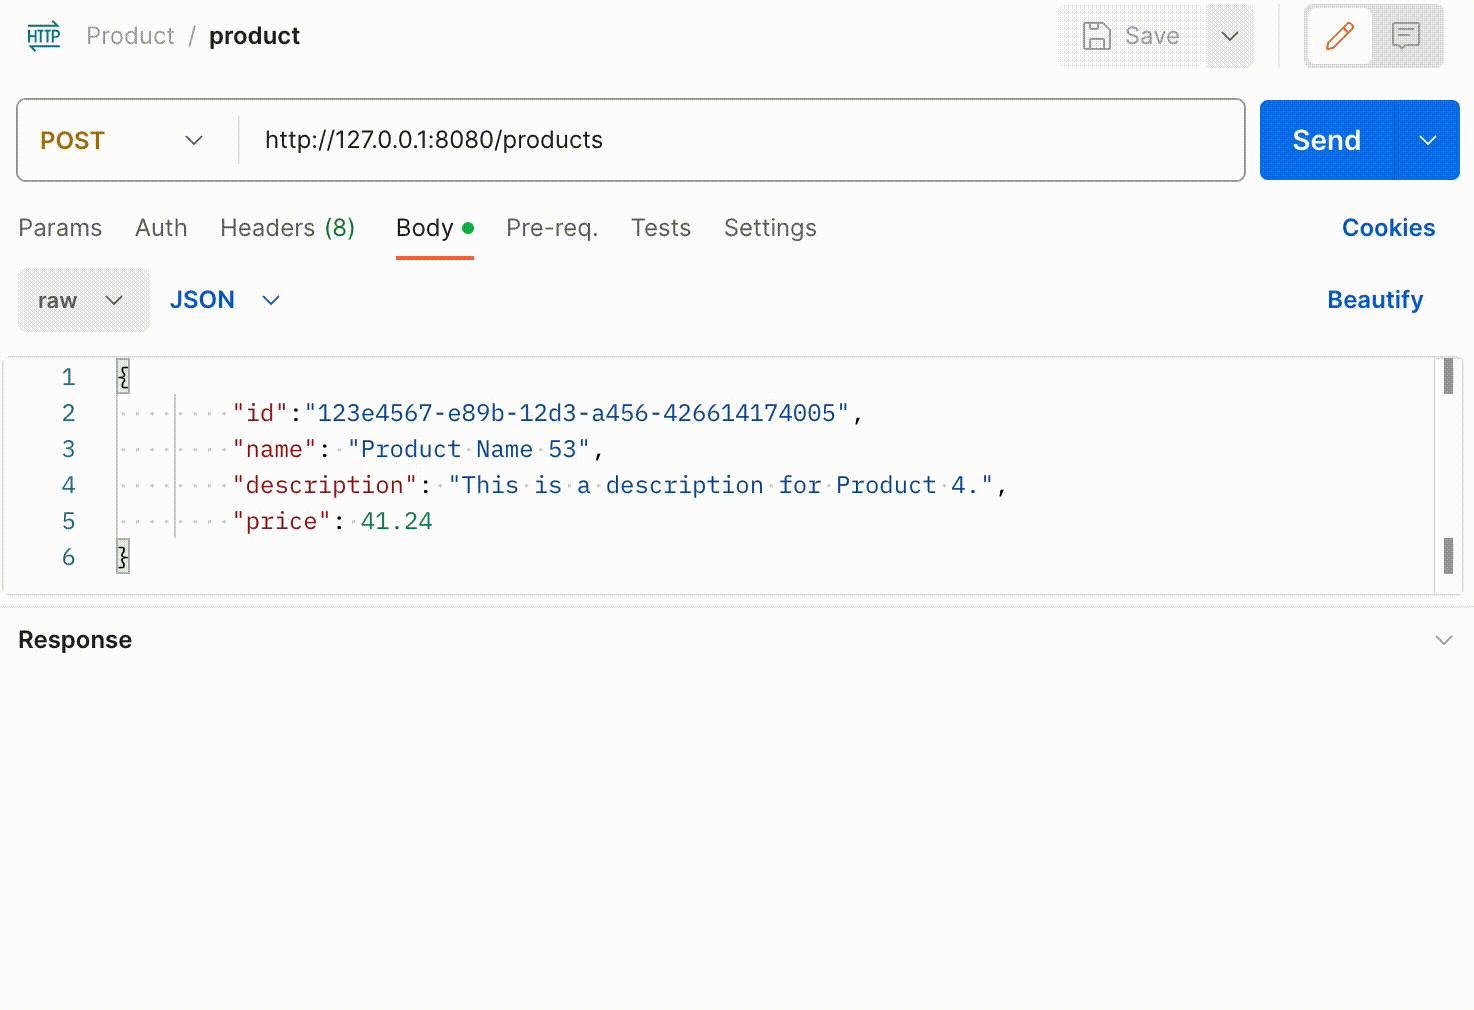 HTTP Product / product Save
POST http://127.0.0.1:8080/products Send
Params Auth Headers (8) Body Pre-req. Tests Settings Cookies
raw JSON Beautify
1 {
2 "id":"123e4567-e89b-12d3-a456-426614174005",
3 "name": "Product Name 53",
4 "description": "This is a description for Product 4.",
5 "price": 41.24
6 }
Response